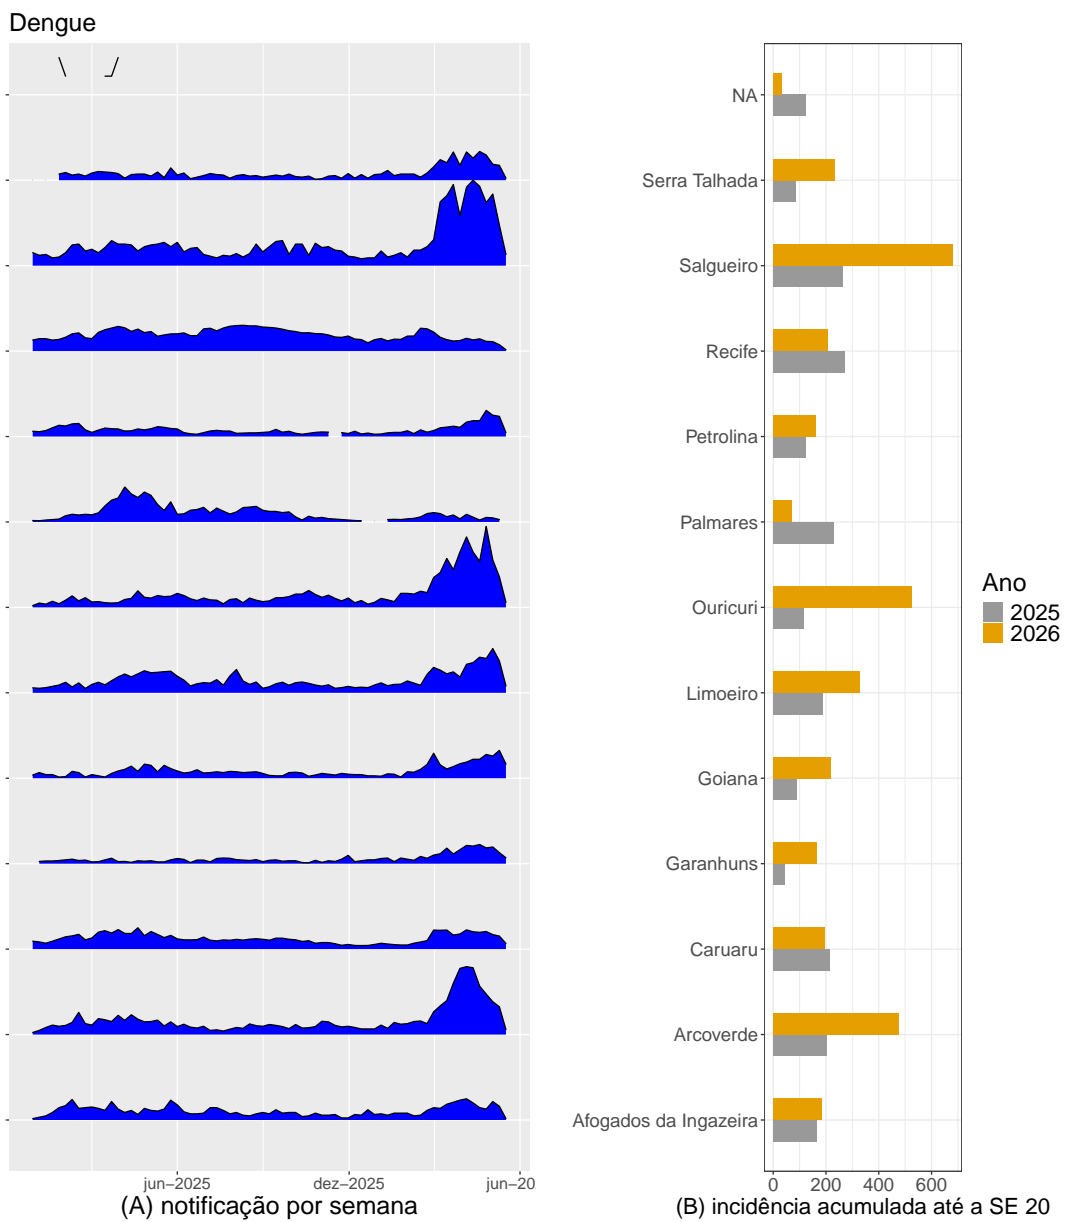 Dengue
NA
Serra Talhada
Salgueiro
Recife
Petrolina
Palmares
Ouricuri
Limoeiro
Goiana
Garanhuns
Caruaru
Arcoverde
Afogados da Ingazeira
Ano
2025
2026
jun–2025 dez–2025 jun–20
(A) notificação por semana
0 200 400 600
(B) incidência acumulada até a SE 20